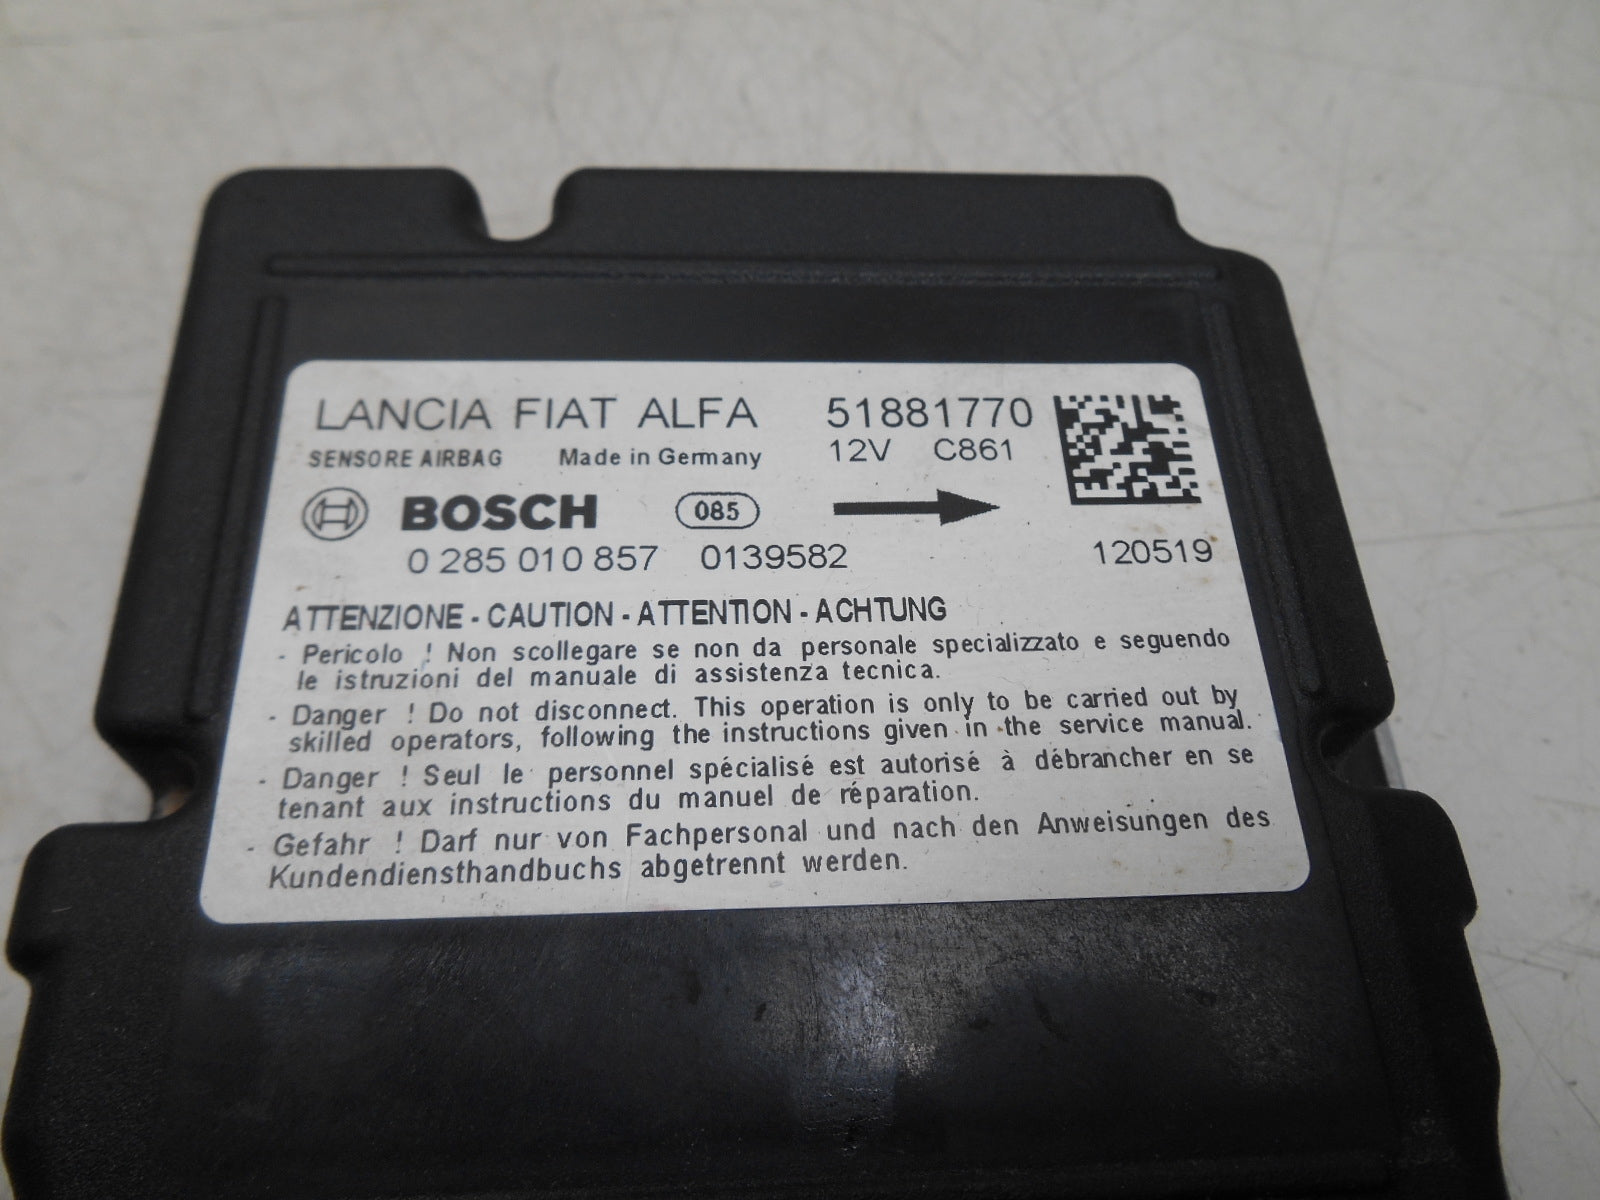 LANCIA FIAT ALFA 51881770
SENSORE AIRBAG Made in Germany 12V C861
BOSCH 085
0 285 010 857 0139582 120519
ATTENZIONE - CAUTION - ATTENTION - ACHTUNG
- Pericolo ! Non scollegare se non da personale specializzato e seguendo
le istruzioni del manuale di assistenza tecnica.
- Danger ! Do not disconnect. This operation is only to be carried out by
skilled operators, following the instructions given in the service manual.
- Danger ! Seul le personnel spécialisé est autorisé à débrancher en se
tenant aux instructions du manuel de réparation.
- Gefahr ! Darf nur von Fachpersonal und nach den Anweisungen des
Kundendiensthandbuchs abgetrennt werden.